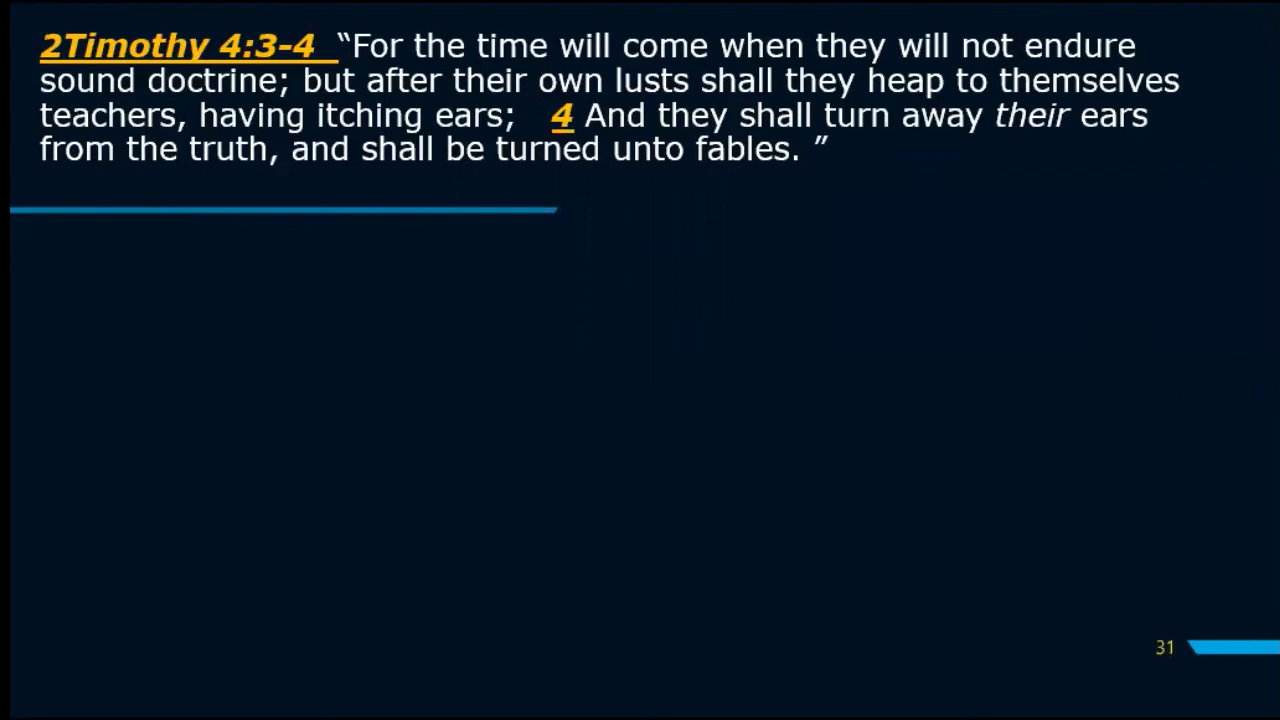 2Timothy 4:3-4 “For the time will come when they will not endure
sound doctrine; but after their own lusts shall they heap to themselves
teachers, having itching ears; 4 And they shall turn away their ears
from the truth, and shall be turned unto fables. ”
31